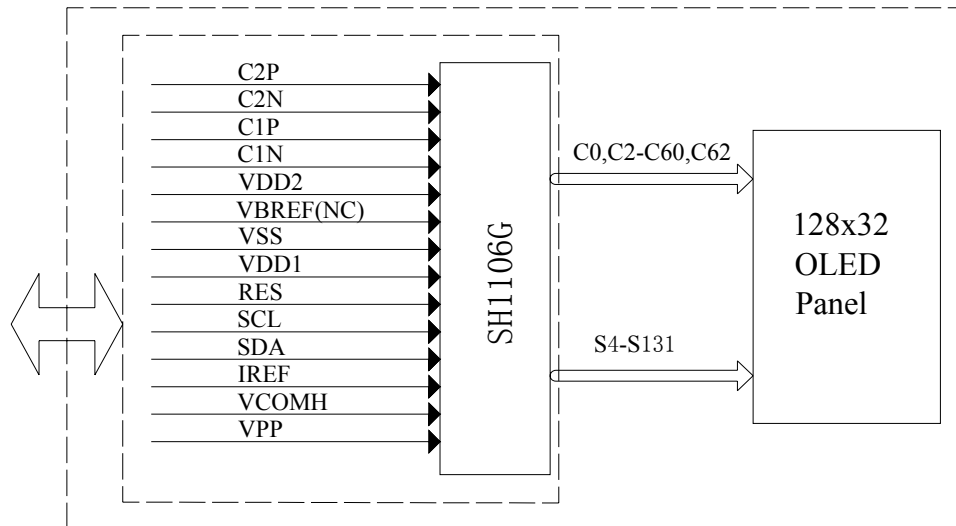 C2P
C2N
C1P
C1N
VDD2
VBREF(NC)
VSS
VDD1
RES
SCL
SDA
IREF
VCOMH
VPP
SH1106G
C0,C2-C60,C62
S4-S131
128x32
OLED
Panel